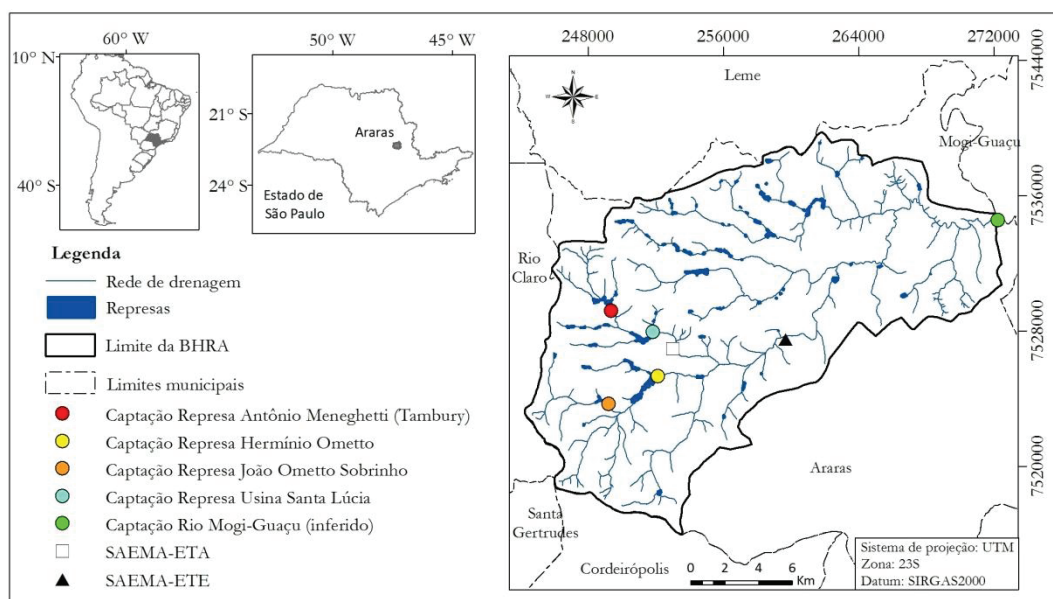 60° W
10° N
40° S
50° W
45° W
21° S
24° S
Araras
Estado de
São Paulo
Legenda
Rede de drenagem
Represas
Limite da BHRA
Limites municipais
Captação Represa Antônio Meneghetti (Tambury)
Captação Represa Hermínio Ometto
Captação Represa João Ometto Sobrinho
Captação Represa Usina Santa Lúcia
Captação Rio Mogi-Guaçu (inferido)
SAEMA-ETA
SAEMA-ETE
248000
256000
264000
272000
7544000
7536000
7528000
7520000
N
Leme
Mogi-Guaçu
Rio
Claro
Araras
Santa
Gertrudes
Cordeirópolis
0 2 4 6
Km
Sistema de projeção: UTM
Zona: 23S
Datum: SIRGAS2000